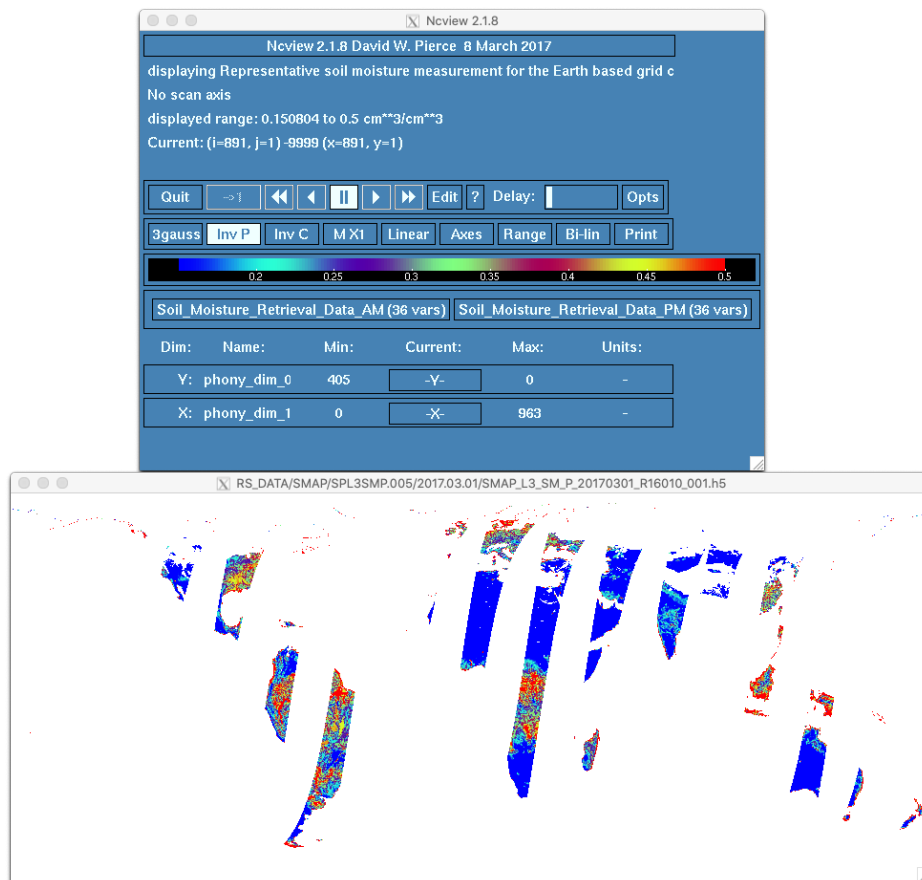 Ncview 2.1.8
Ncview 2.1.8 David W. Pierce 8 March 2017
displaying Representative soil moisture measurement for the Earth based grid c
No scan axis
displayed range: 0.150804 to 0.5 cm**3/cm**3
Current: (i=891, j=1) -9999 (x=891, y=1)
Quit ->1 Edit ? Delay: Opts
3gauss Inv P Inv C M X1 Linear Axes Range Bi-lin Print
0.2 0.25 0.3 0.35 0.4 0.45 0.5
Soil_Moisture_Retrieval_Data_AM (36 vars) Soil_Moisture_Retrieval_Data_PM (36 vars)
Dim: Name: Min: Current: Max: Units:
Y: phony_dim_0 405 -Y- 0 -
X: phony_dim_1 0 -X- 963 -
RS_DATA/SMAP/SPL3SMP.005/2017.03.01/SMAP_L3_SM_P_20170301_R16010_001.h5